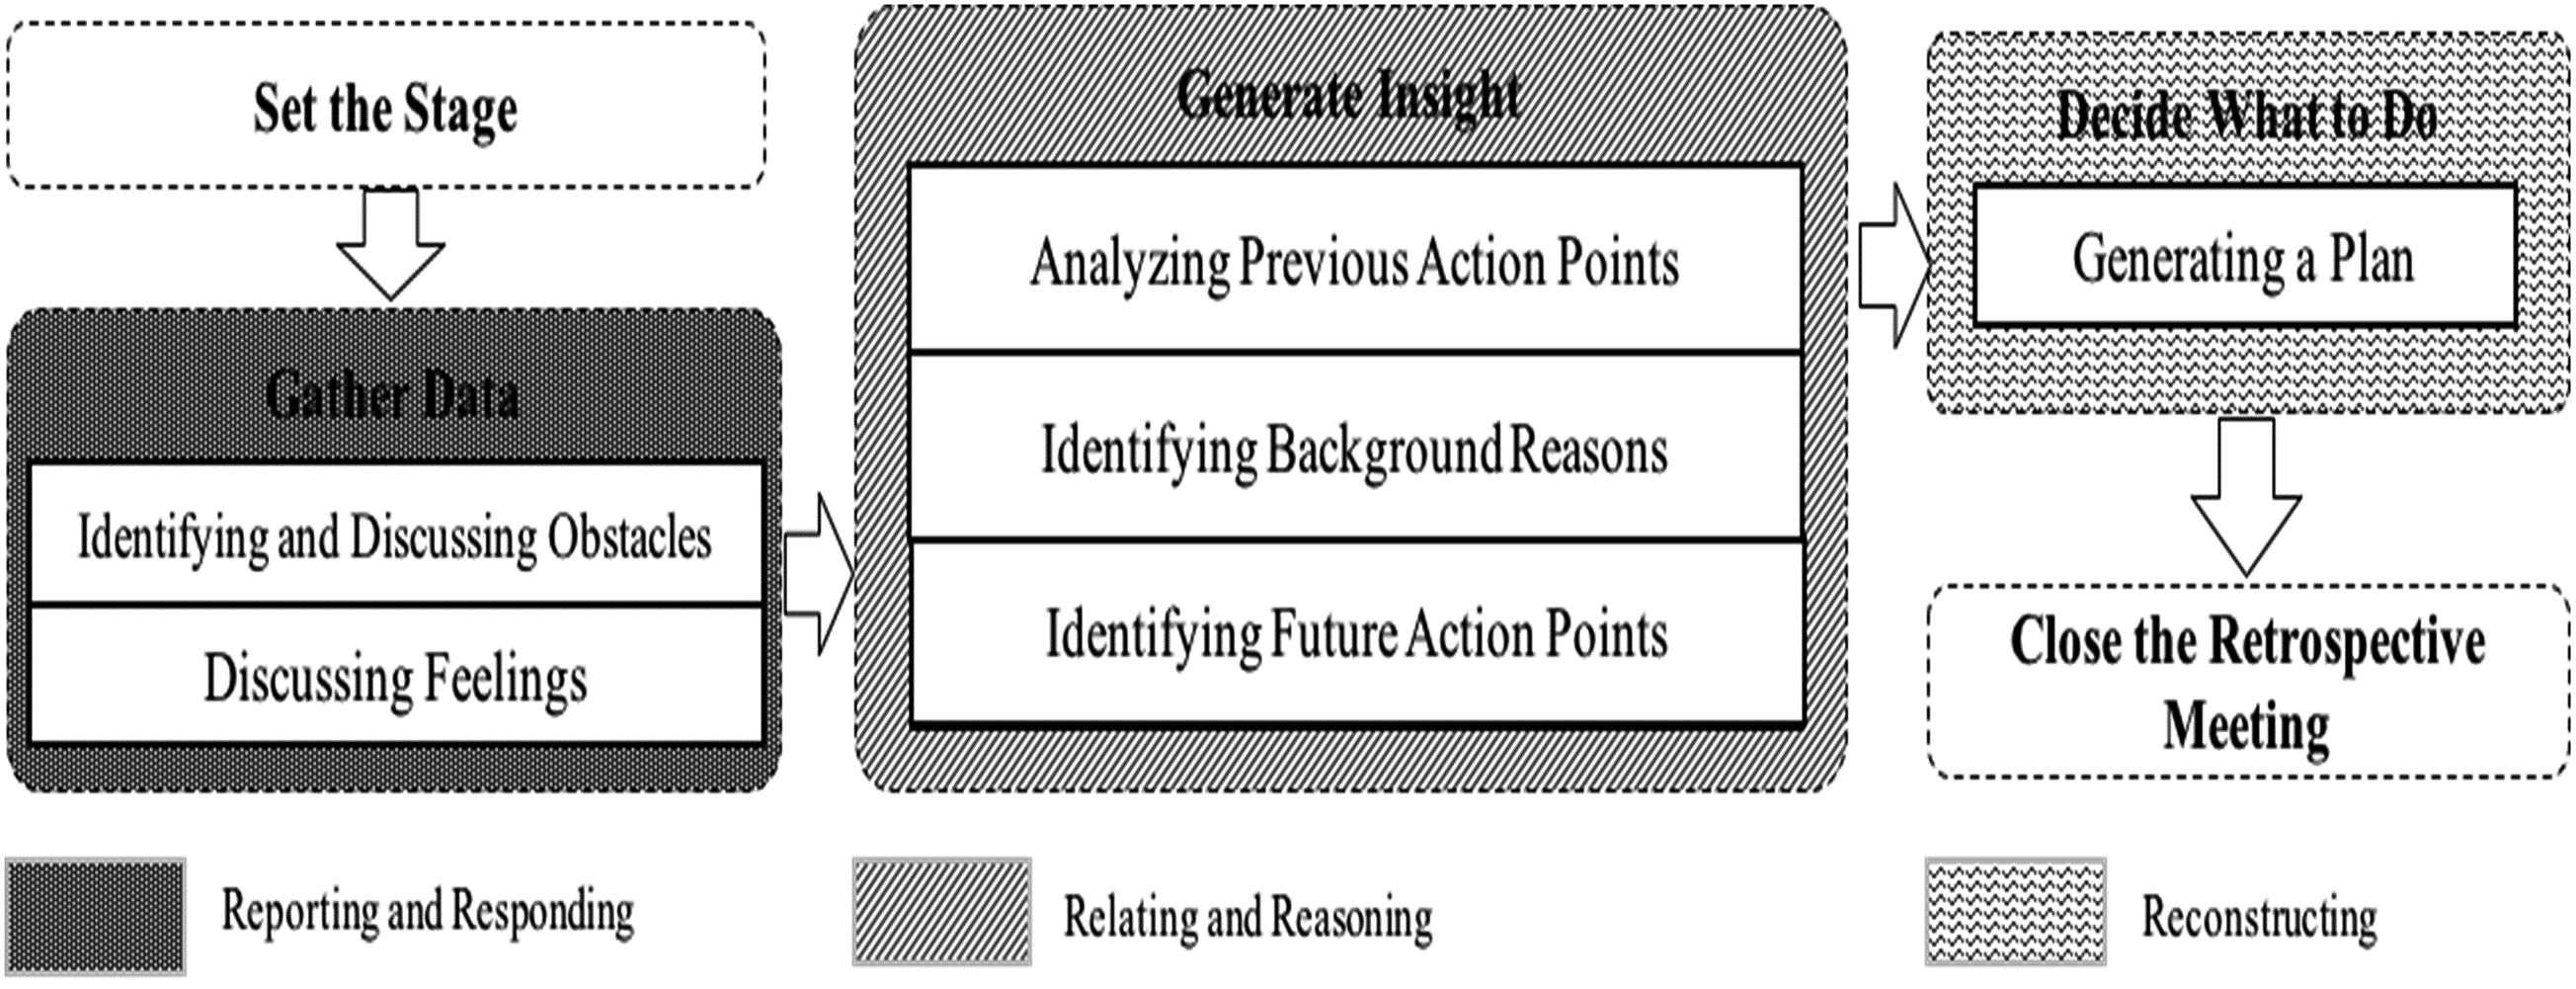 Set the Stage
Gather Data
Identifying and Discussing Obstacles
Discussing Feelings
Generate Insight
Analyzing Previous Action Points
Identifying Background Reasons
Identifying Future Action Points
Decide What to Do
Generating a Plan
Close the Retrospective
Meeting
Reporting and Responding
Relating and Reasoning
Reconstructing